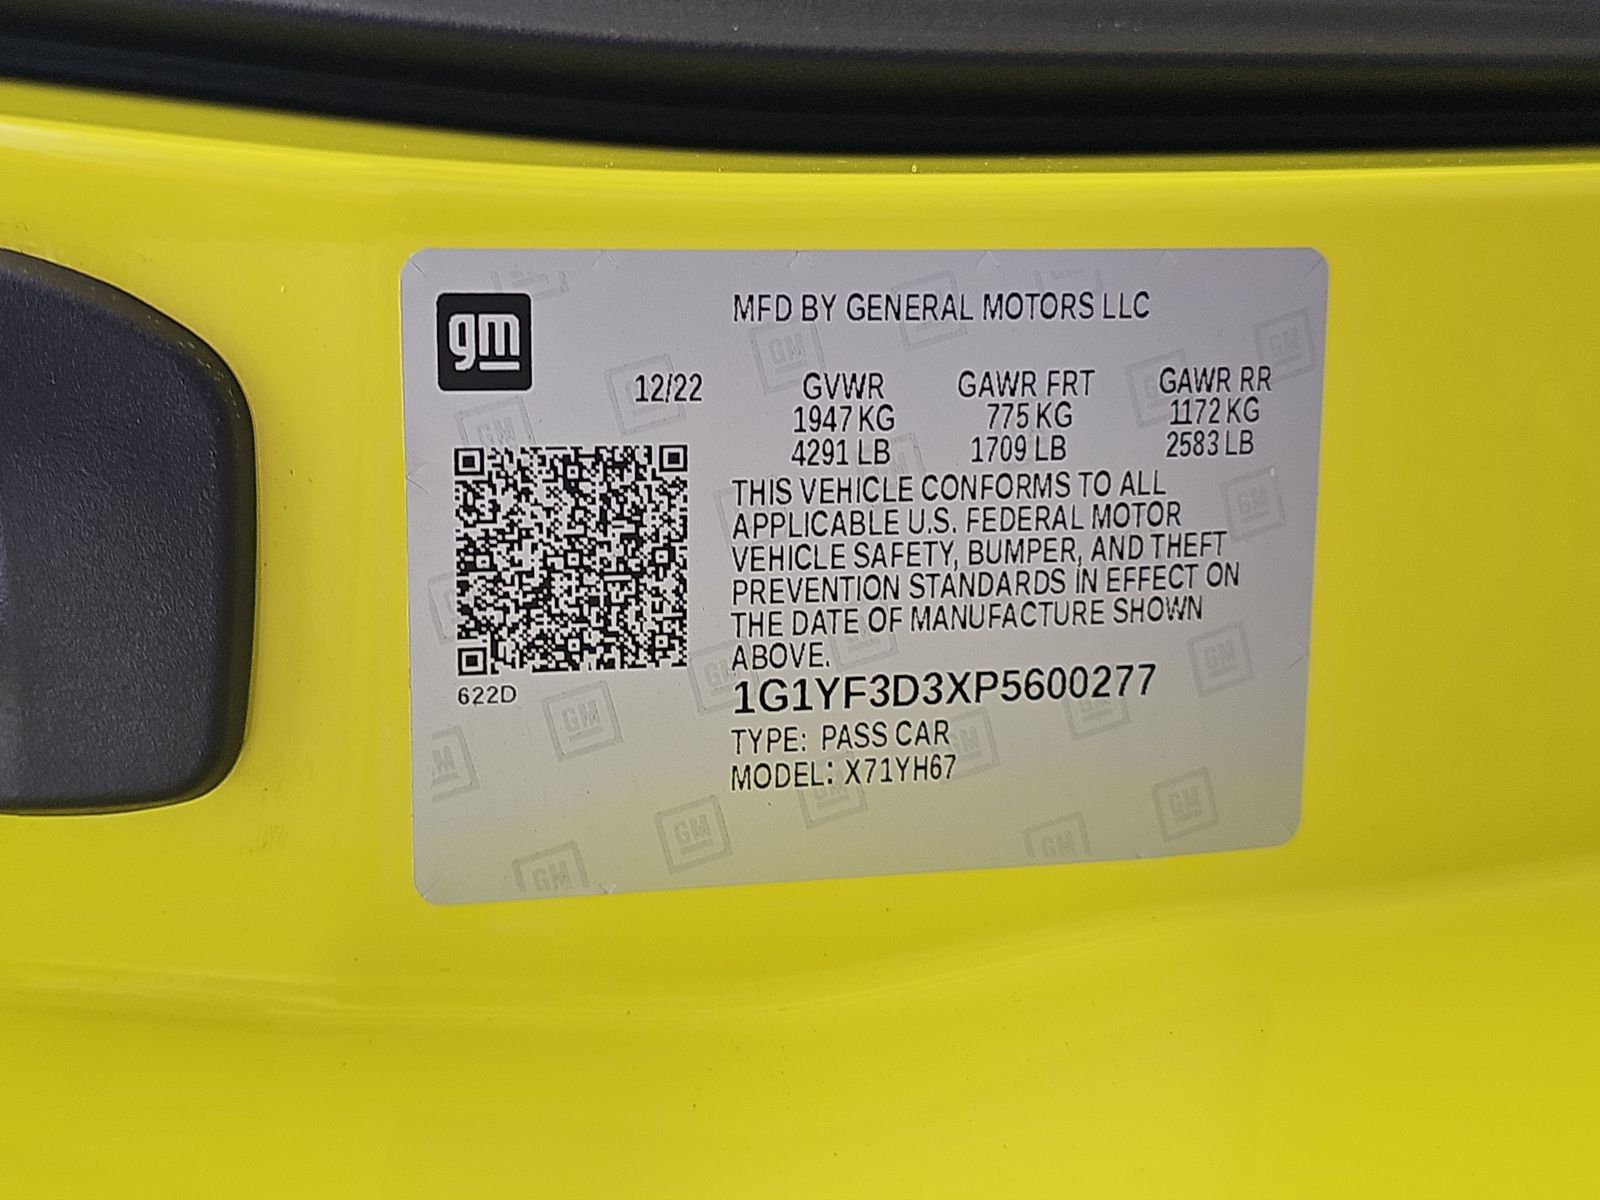 gm
MFD BY GENERAL MOTORS LLC
12/22 GVWR GAWR FRT GAWR RR
1947 KG 775 KG 1172 KG
4291 LB 1709 LB 2583 LB
THIS VEHICLE CONFORMS TO ALL
APPLICABLE U.S. FEDERAL MOTOR
VEHICLE SAFETY, BUMPER, AND THEFT
PREVENTION STANDARDS IN EFFECT ON
THE DATE OF MANUFACTURE SHOWN
ABOVE.
622D
1G1YF3D3XP5600277
TYPE: PASS CAR
MODEL: X71YH67